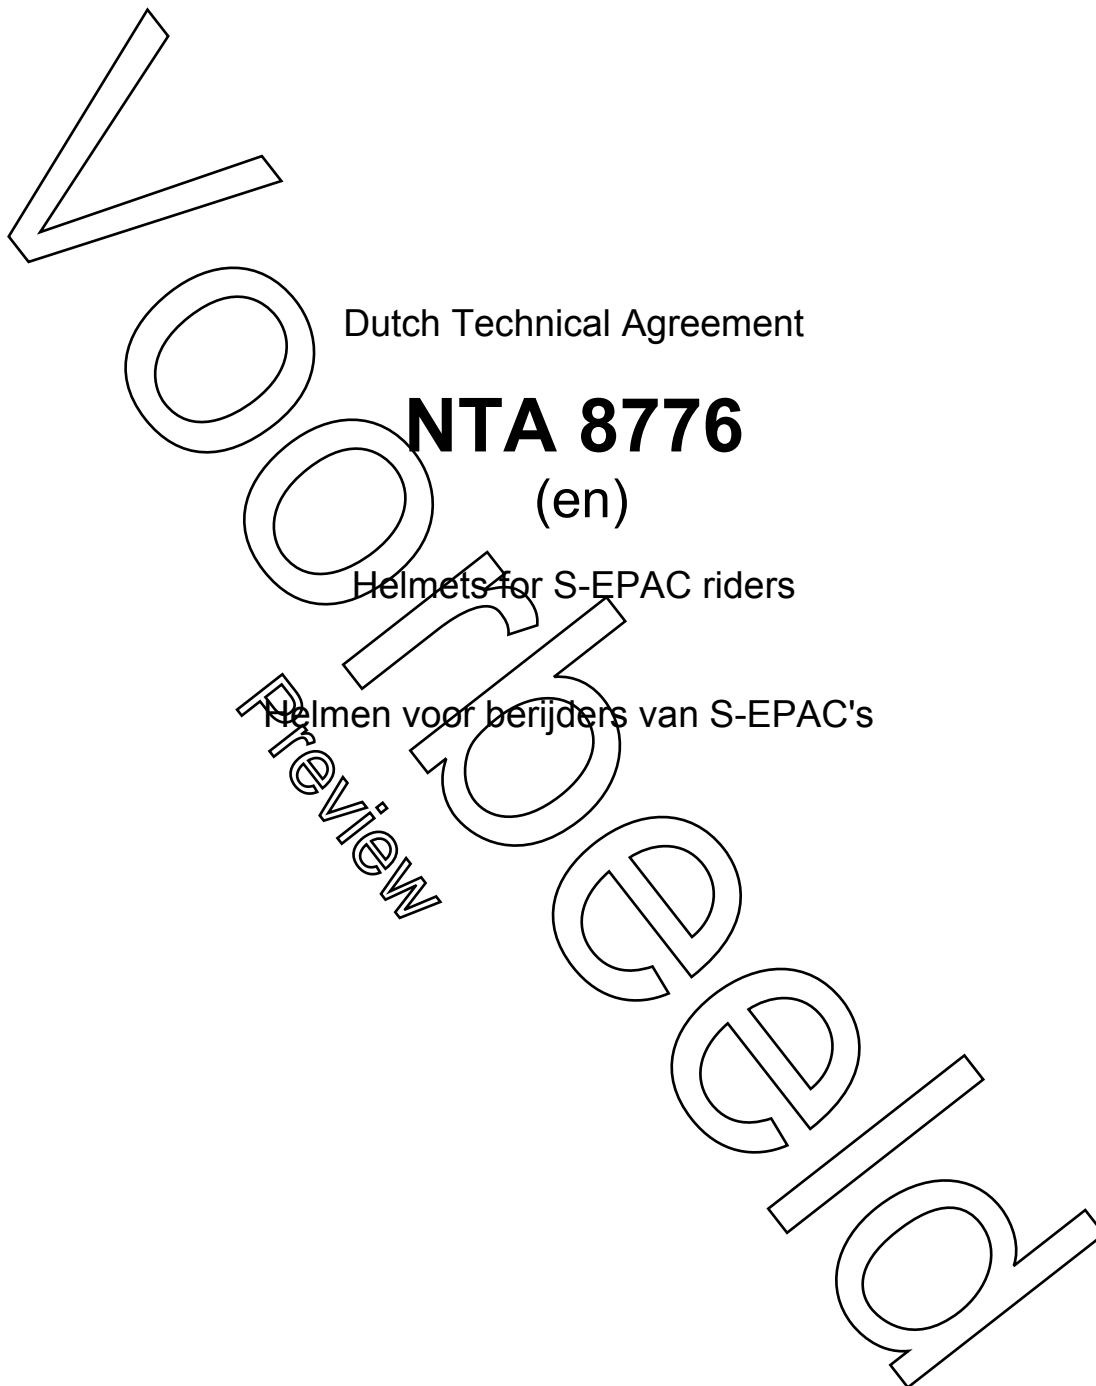 Dutch Technical Agreement
NTA 8776
(en)
Helmets for S-EPAC riders
Helmen voor berijders van S-EPAC's
Voorbeeld
Preview